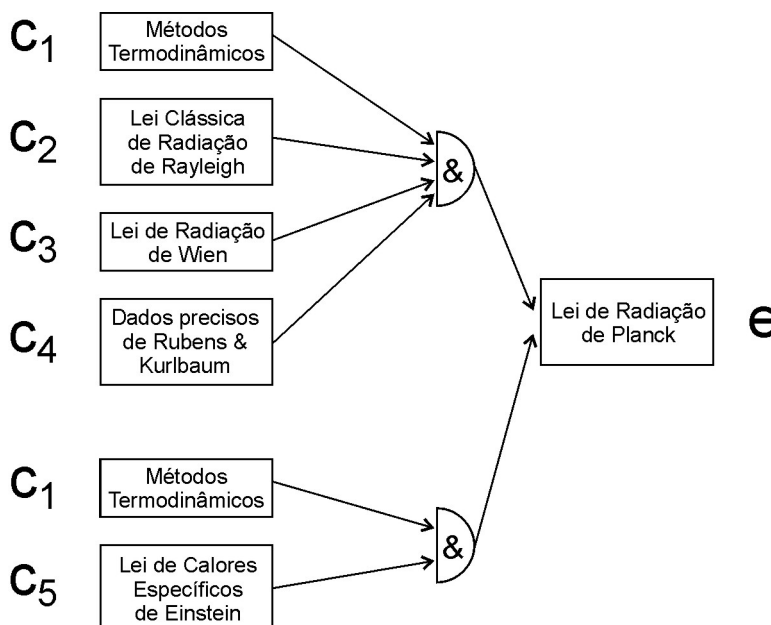 C1
Métodos
Termodinâmicos
C2
Lei Clássica
de Radiação
de Rayleigh
&
C3
Lei de Radiação
de Wien
C4
Dados precisos
de Rubens &
Kurlbaum
Lei de Radiação
de Planck
e
C1
Métodos
Termodinâmicos
&
C5
Lei de Calores
Específicos
de Einstein